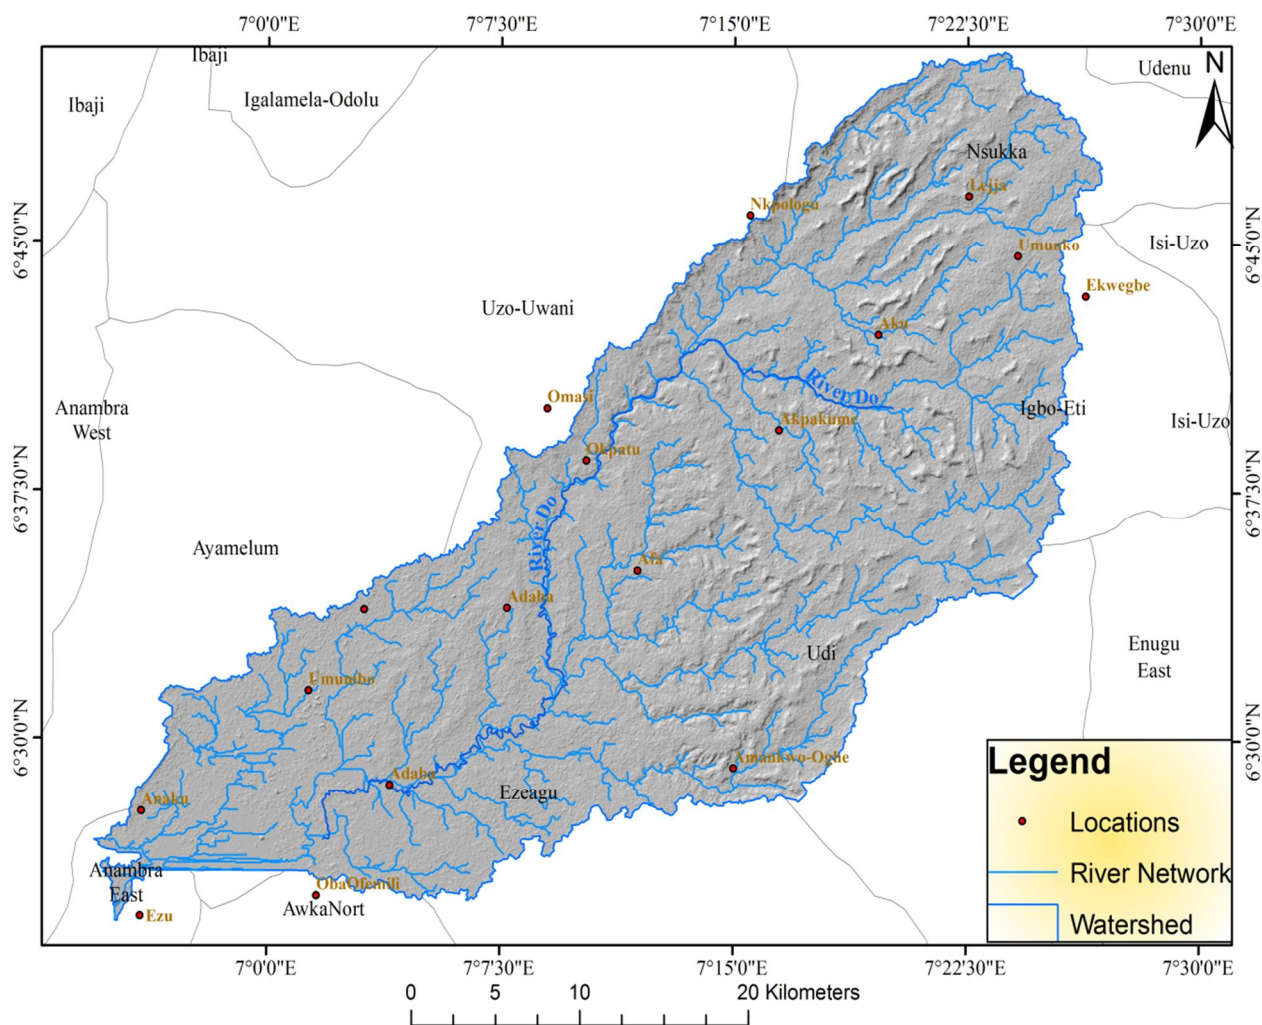 7°0'0"E
7°7'30"E
7°15'0"E
7°22'30"E
7°30'0"E
Ibaji
Udenu
N
Ibaji
Igalamela-Odolu
Nsukka
Lejja
Nkpologu
6°45'0"N
6°45'0"N
Umunko
Isi-Uzo
Ekwegbe
Uzo-Uwani
Aku
River Do
Omasi
Anambra
West
Igbo-Eti
Akpakume
Isi-Uzo
Okpatu
6°37'30"N
6°37'30"N
River Do
Ayamelum
Afa
Adaba
Udi
Enugu
East
Umumbo
6°30'0"N
6°30'0"N
Amankwo-Oghe
Adaba
Ezeagu
Anaku
Anambra
East
ObaOfemili
AwkaNort
Ezu
Legend
Locations
River Network
Watershed
7°0'0"E
7°7'30"E
7°15'0"E
7°22'30"E
7°30'0"E
0
5
10
20 Kilometers